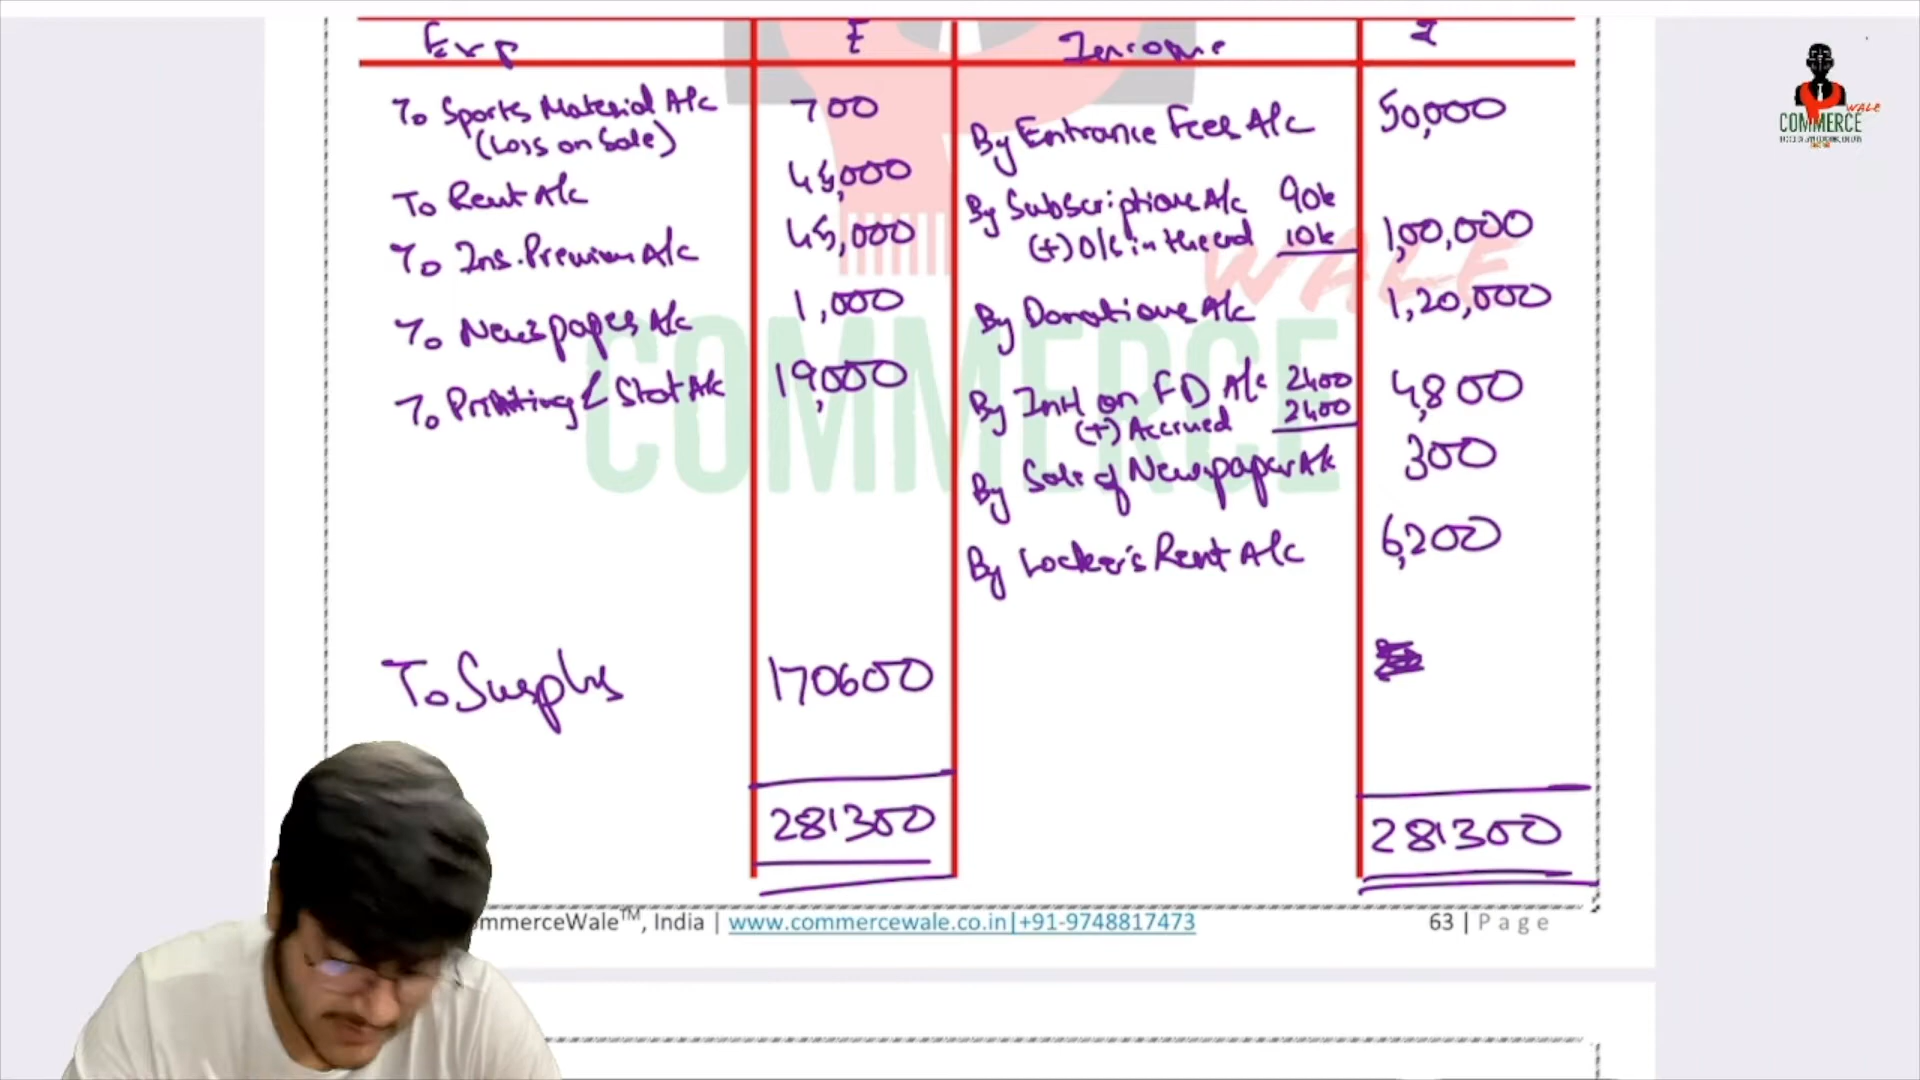 Exp ₹ Income ₹
To Sports Material A/c 700
(Loss on Sale)
To Rent A/c 45,000
To Ins. Premium A/c 45,000
To Newspapers A/c 1,000
To Printing & Stat A/c 19,000
To Surplus 170600
281300
By Entrance Fees A/c 50,000
By Subscriptions A/c 90k
(+) O/s in the end 10k 1,00,000
By Donations A/c 1,20,000
By Int on FD A/c 2400 4,800
(+) Accrued 2400
By Sale of Newspaper A/c 300
By Locker's Rent A/c 6,200
281300
COMMERCE
WALE
mmerceWale™, India | www.commercewale.co.in|+91-9748817473
63 | Page
WALE
COMMERCE